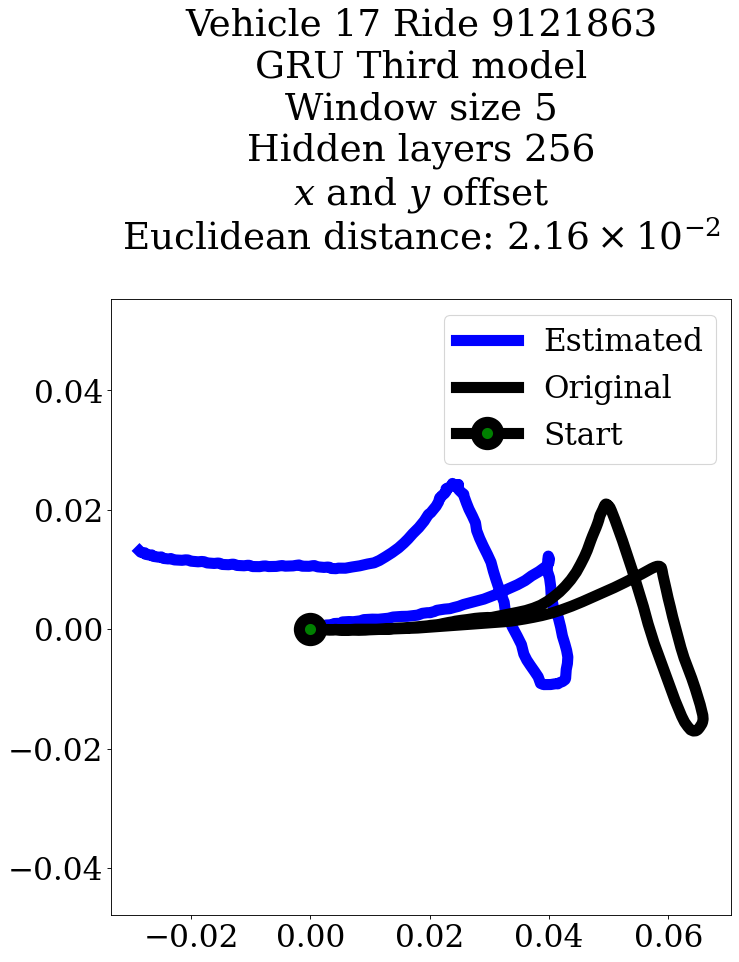 Vehicle 17 Ride 9121863
GRU Third model
Window size 5
Hidden layers 256
x and y offset
Euclidean distance: 2.16 × 10⁻²
Estimated
Original
Start
0.04
0.02
0.00
−0.02
−0.04
−0.02 0.00 0.02 0.04 0.06